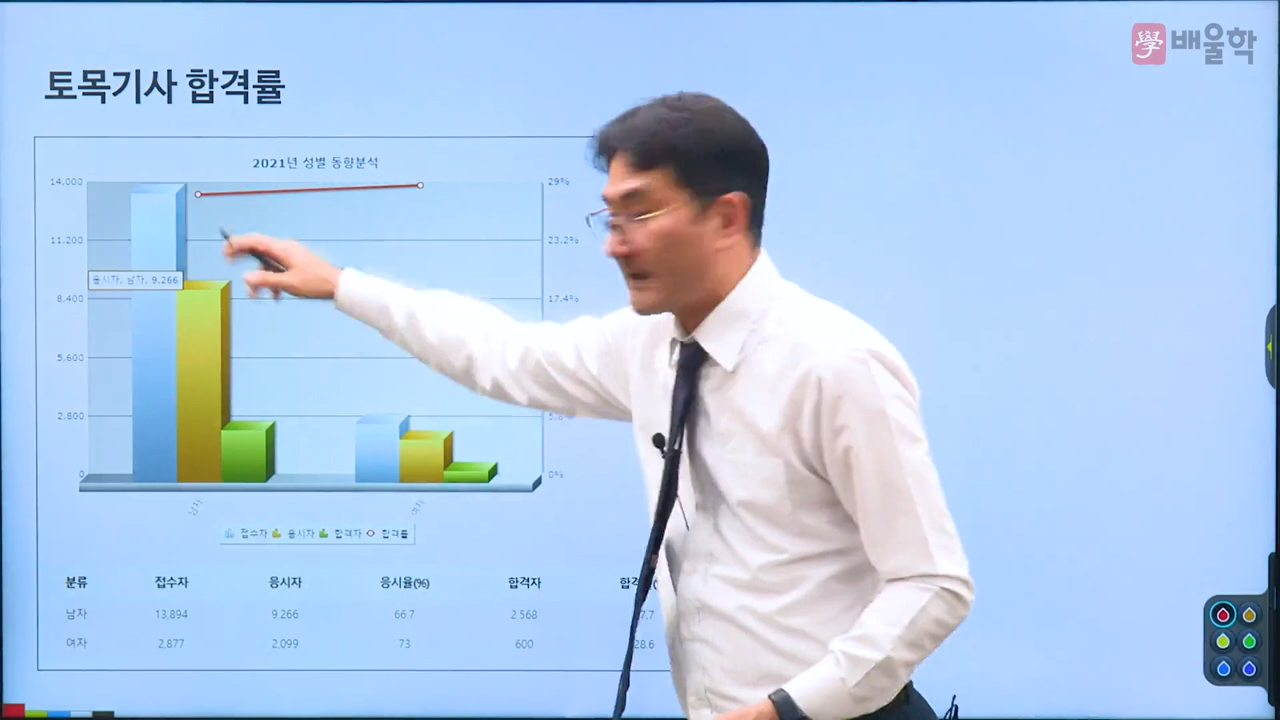 學 배울학
토목기사 합격률
2021년 성별 동향분석
14,000
29%
11,200
23.2%
응시자, 남자, 9,266
8,400
17.4%
5,600
2,800
0
0%
접수자 응시자 합격자 합격률
분류 접수자 응시자 응시율(%) 합격자
남자 13,894 9,266 66.7 2,568
여자 2,877 2,099 73 600 28.6